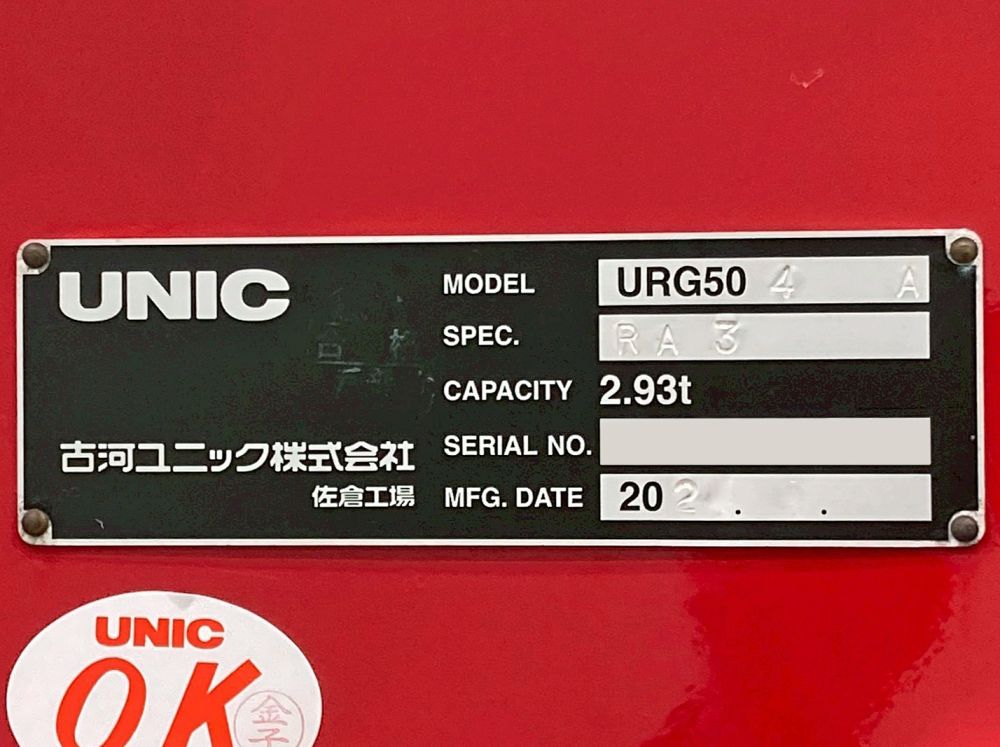 UNIC
古河ユニック株式会社
佐倉工場
MODEL URG50 4 A
SPEC. RA 3
CAPACITY 2.93t
SERIAL NO.
MFG. DATE 202 . .
UNIC
OK
金子